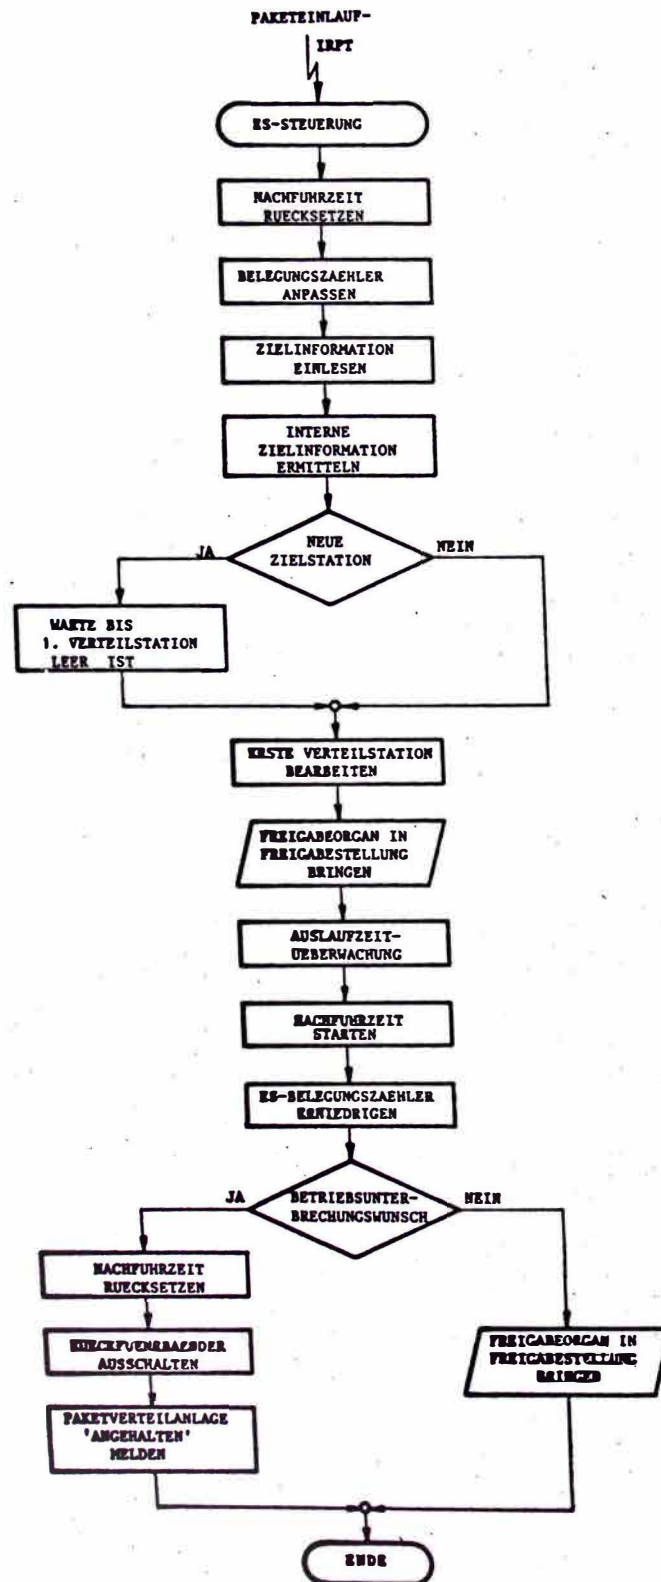 PAKETEINLAUF-
IRPT
ES-STEUERUNG
NACHFUHRZEIT
RUECKSETZEN
BELEGUNGSZAEHLER
ANPASSEN
ZIELINFORMATION
EINLESEN
INTERNE
ZIELINFORMATION
ERMITTELN
NEUE
ZIELSTATION
JA
NEIN
WARTE BIS
1. VERTEILSTATION
LEER IST
ERSTE VERTEILSTATION
BEARBEITEN
FREIGABEORGAN IN
FREIGABESTELLUNG
BRINGEN
AUSLAUFZEIT-
UEBERWACHUNG
NACHFUHRZEIT
STARTEN
ES-BELEGUNGSZAEHLER
ERNIEDRIGEN
JA
BETRIEBSUNTER-
BRECHUNGSWUNSCH
NEIN
NACHFUHRZEIT
RUECKSETZEN
RUECKFUEHRBAENDER
AUSSCHALTEN
PAKETVERTEILANLAGE
'ANGEHALTEN'
MELDEN
FREIGABEORGAN IN
FREIGABESTELLUNG
BRINGEN
ENDE